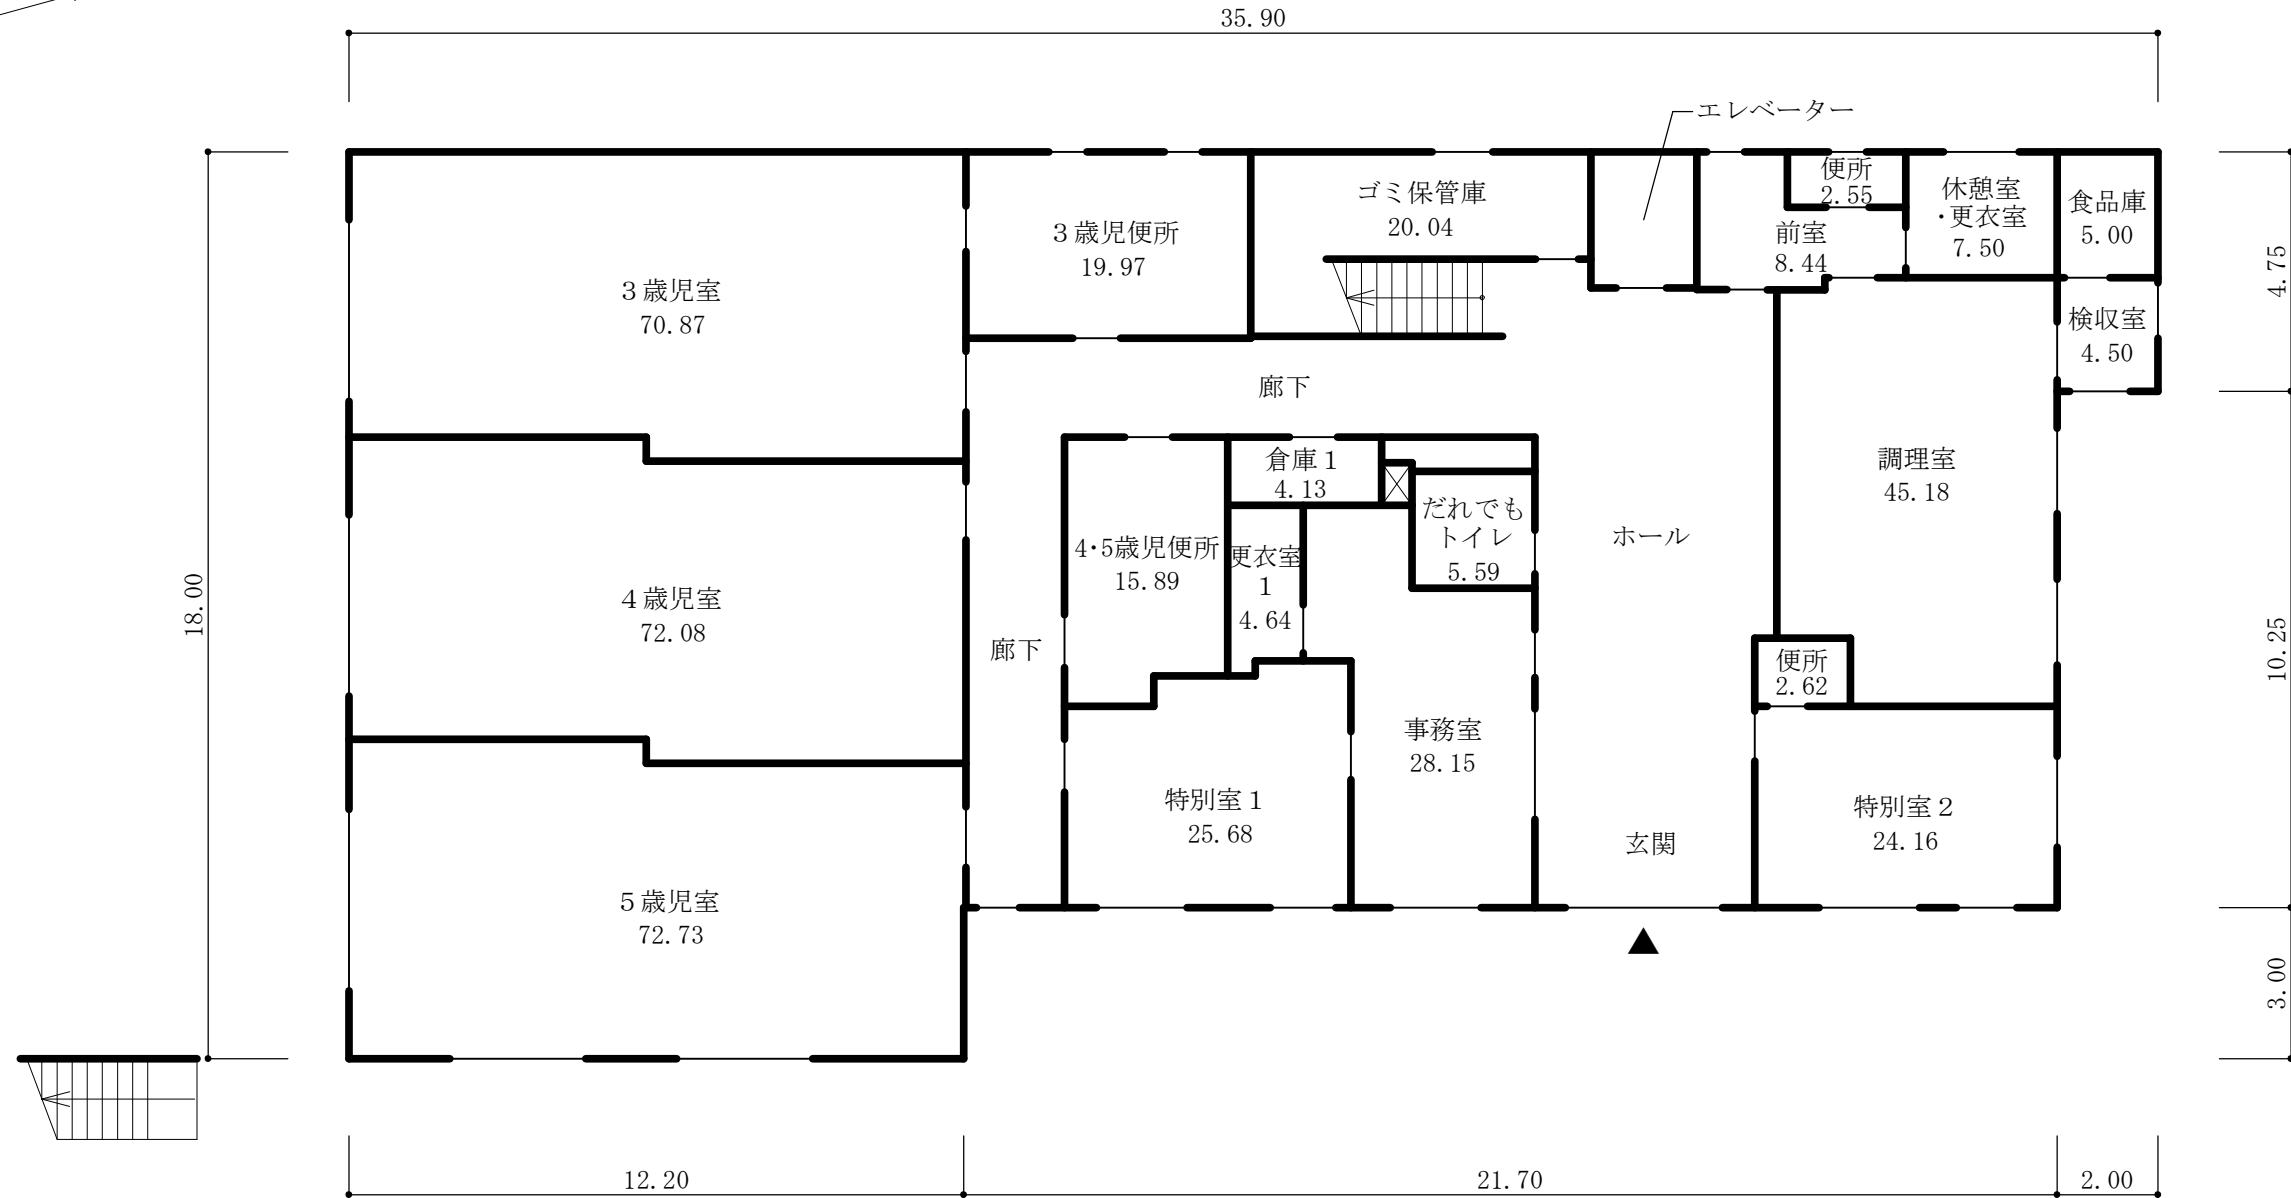 35.90
エレベーター
便所
2.55
休憩室
・更衣室
7.50
食品庫
5.00
ゴミ保管庫
20.04
前室
8.44
3歳児便所
19.97
3歳児室
70.87
4.75
検収室
4.50
廊下
倉庫1
4.13
調理室
45.18
だれでも
トイレ
5.59
ホール
4・5歳児便所
15.89
更衣室
1
4.64
18.00
4歳児室
72.08
廊下
10.25
便所
2.62
事務室
28.15
特別室1
25.68
特別室2
24.16
玄関
5歳児室
72.73
3.00
12.20
21.70
2.00